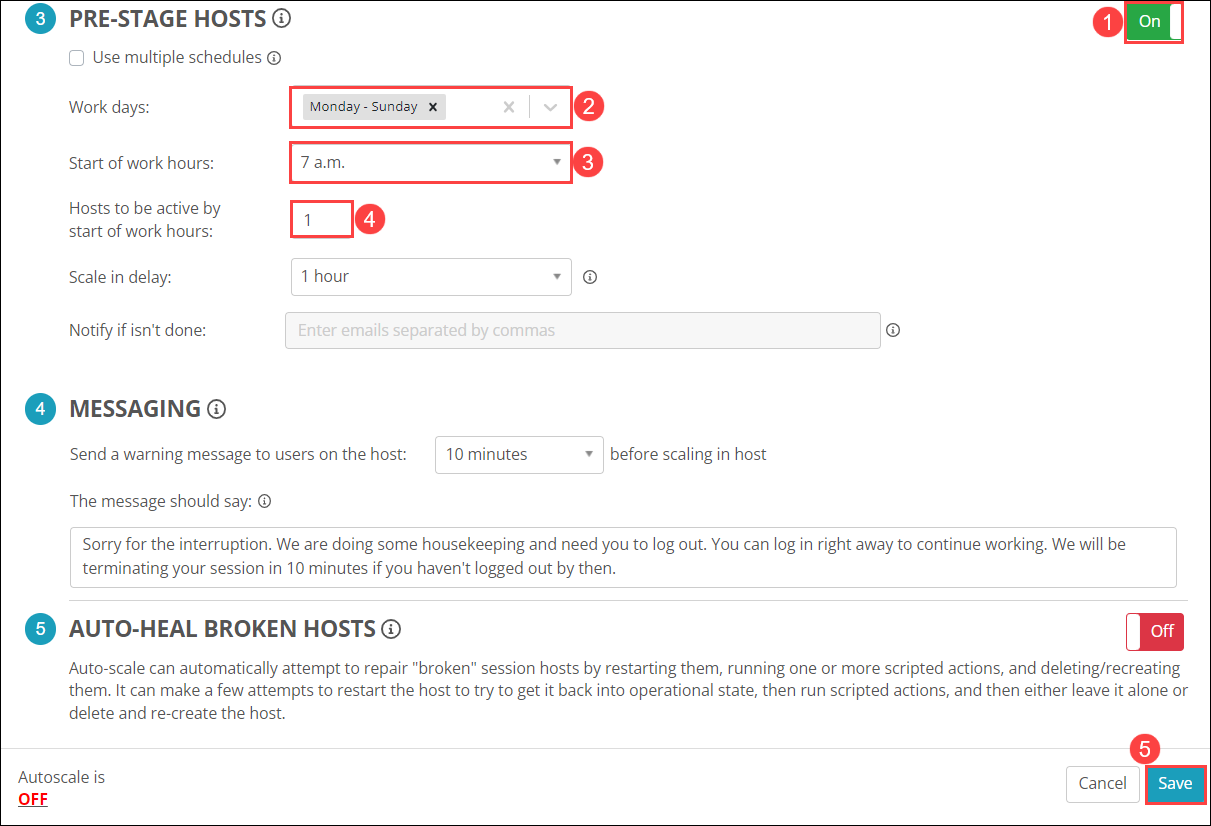 3 PRE-STAGE HOSTS
1 On
Use multiple schedules
Work days: Monday - Sunday 2
Start of work hours: 7 a.m. 3
Hosts to be active by
start of work hours: 1 4
Scale in delay: 1 hour
Notify if isn't done: Enter emails separated by commas
4 MESSAGING
Send a warning message to users on the host: 10 minutes before scaling in host
The message should say:
Sorry for the interruption. We are doing some housekeeping and need you to log out. You can log in right away to continue working. We will be
terminating your session in 10 minutes if you haven't logged out by then.
5 AUTO-HEAL BROKEN HOSTS
Off
Auto-scale can automatically attempt to repair "broken" session hosts by restarting them, running one or more scripted actions, and deleting/recreating
them. It can make a few attempts to restart the host to try to get it back into operational state, then run scripted actions, and then either leave it alone or
delete and re-create the host.
5
Autoscale is
OFF
Cancel Save